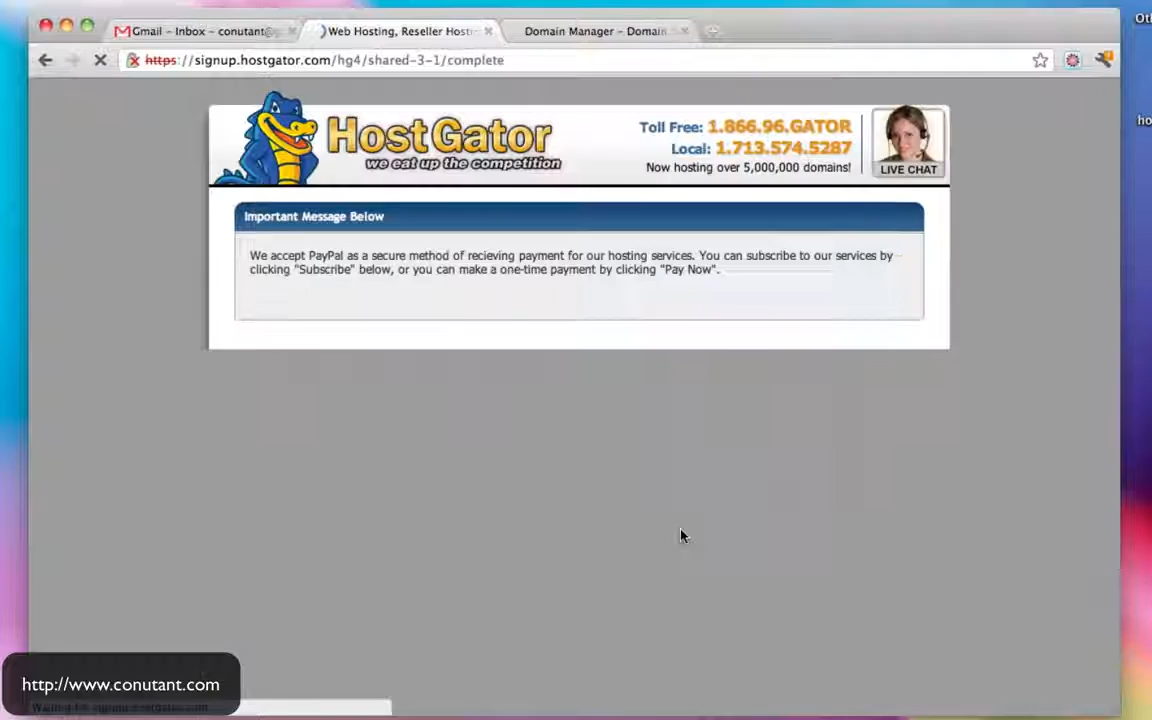 Gmail - Inbox - conutant@
Web Hosting, Reseller Hosti
Domain Manager - Domain
https://signup.hostgator.com/hg4/shared-3-1/complete
HostGator
we eat up the competition
Toll Free: 1.866.96.GATOR
Local: 1.713.574.5287
Now hosting over 5,000,000 domains!
LIVE CHAT
Important Message Below
We accept PayPal as a secure method of recieving payment for our hosting services. You can subscribe to our services by
clicking "Subscribe" below, or you can make a one-time payment by clicking "Pay Now".
http://www.conutant.com
Otl
ho